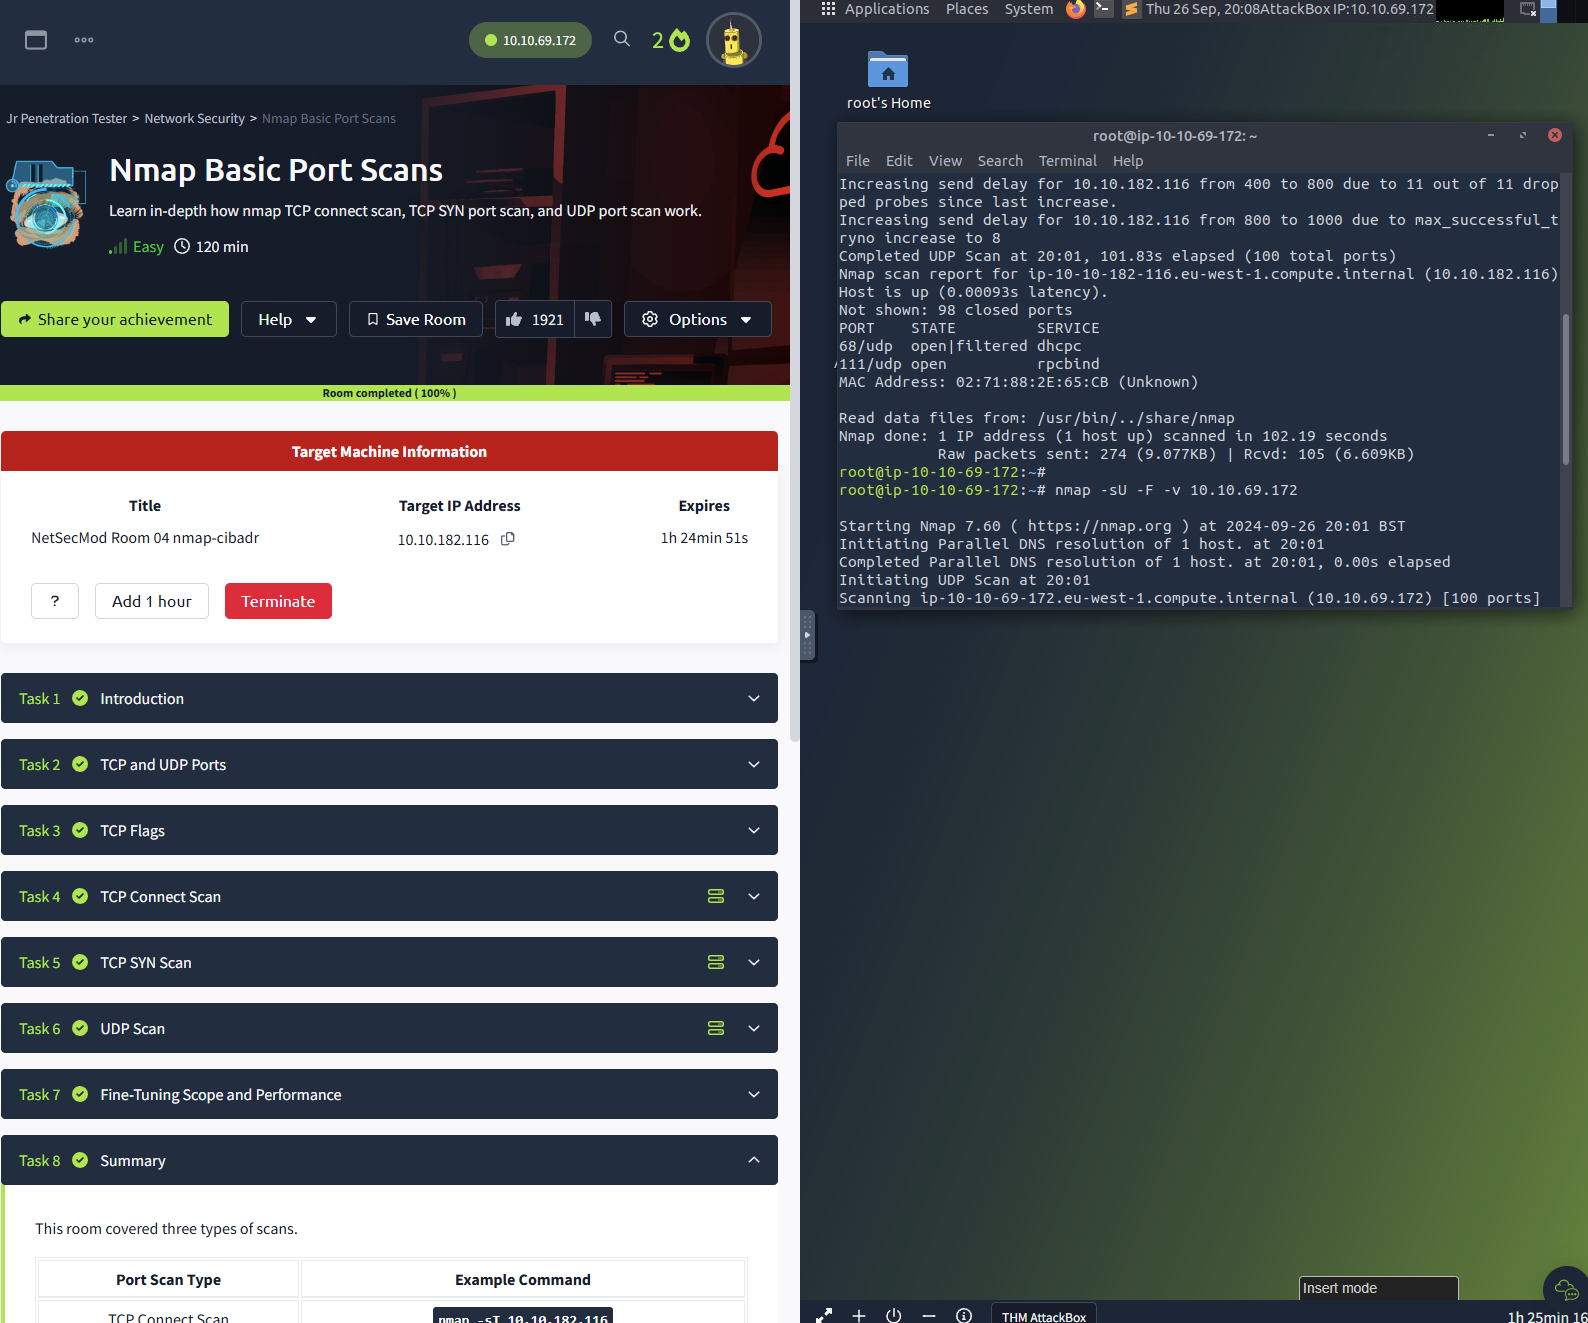 10.10.69.172
2
Jr Penetration Tester > Network Security > Nmap Basic Port Scans
Nmap Basic Port Scans
Learn in-depth how nmap TCP connect scan, TCP SYN port scan, and UDP port scan work.
Easy 120 min
Share your achievement
Help
Save Room
1921
Options
Room completed ( 100% )
Target Machine Information
Title Target IP Address Expires
NetSecMod Room 04 nmap-cibadr 10.10.182.116 1h 24min 51s
? Add 1 hour Terminate
Task 1 Introduction
Task 2 TCP and UDP Ports
Task 3 TCP Flags
Task 4 TCP Connect Scan
Task 5 TCP SYN Scan
Task 6 UDP Scan
Task 7 Fine-Tuning Scope and Performance
Task 8 Summary
This room covered three types of scans.
Port Scan Type Example Command
TCP Connect Scan nmap -sT 10.10.182.116
Applications Places System Thu 26 Sep, 20:08 AttackBox IP:10.10.69.172
root's Home
root@ip-10-10-69-172: ~
File Edit View Search Terminal Help
Increasing send delay for 10.10.182.116 from 400 to 800 due to 11 out of 11 drop
ped probes since last increase.
Increasing send delay for 10.10.182.116 from 800 to 1000 due to max_successful_t
ryno increase to 8
Completed UDP Scan at 20:01, 101.83s elapsed (100 total ports)
Nmap scan report for ip-10-10-182-116.eu-west-1.compute.internal (10.10.182.116)
Host is up (0.00093s latency).
Not shown: 98 closed ports
PORT    STATE         SERVICE
68/udp  open|filtered dhcpc
111/udp open          rpcbind
MAC Address: 02:71:88:2E:65:CB (Unknown)
Read data files from: /usr/bin/../share/nmap
Nmap done: 1 IP address (1 host up) scanned in 102.19 seconds
Raw packets sent: 274 (9.077KB) | Rcvd: 105 (6.609KB)
root@ip-10-10-69-172:~#
root@ip-10-10-69-172:~# nmap -sU -F -v 10.10.69.172
Starting Nmap 7.60 ( https://nmap.org ) at 2024-09-26 20:01 BST
Initiating Parallel DNS resolution of 1 host. at 20:01
Completed Parallel DNS resolution of 1 host. at 20:01, 0.00s elapsed
Initiating UDP Scan at 20:01
Scanning ip-10-10-69-172.eu-west-1.compute.internal (10.10.69.172) [100 ports]
Insert mode
THM AttackBox
1h 25min 16